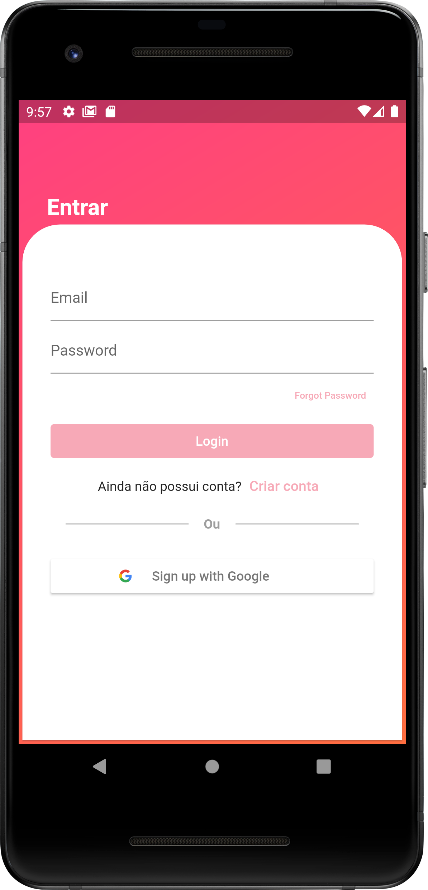 9:57
Entrar
Email
Password
Forgot Password
Login
Ainda não possui conta? Criar conta
Ou
Sign up with Google